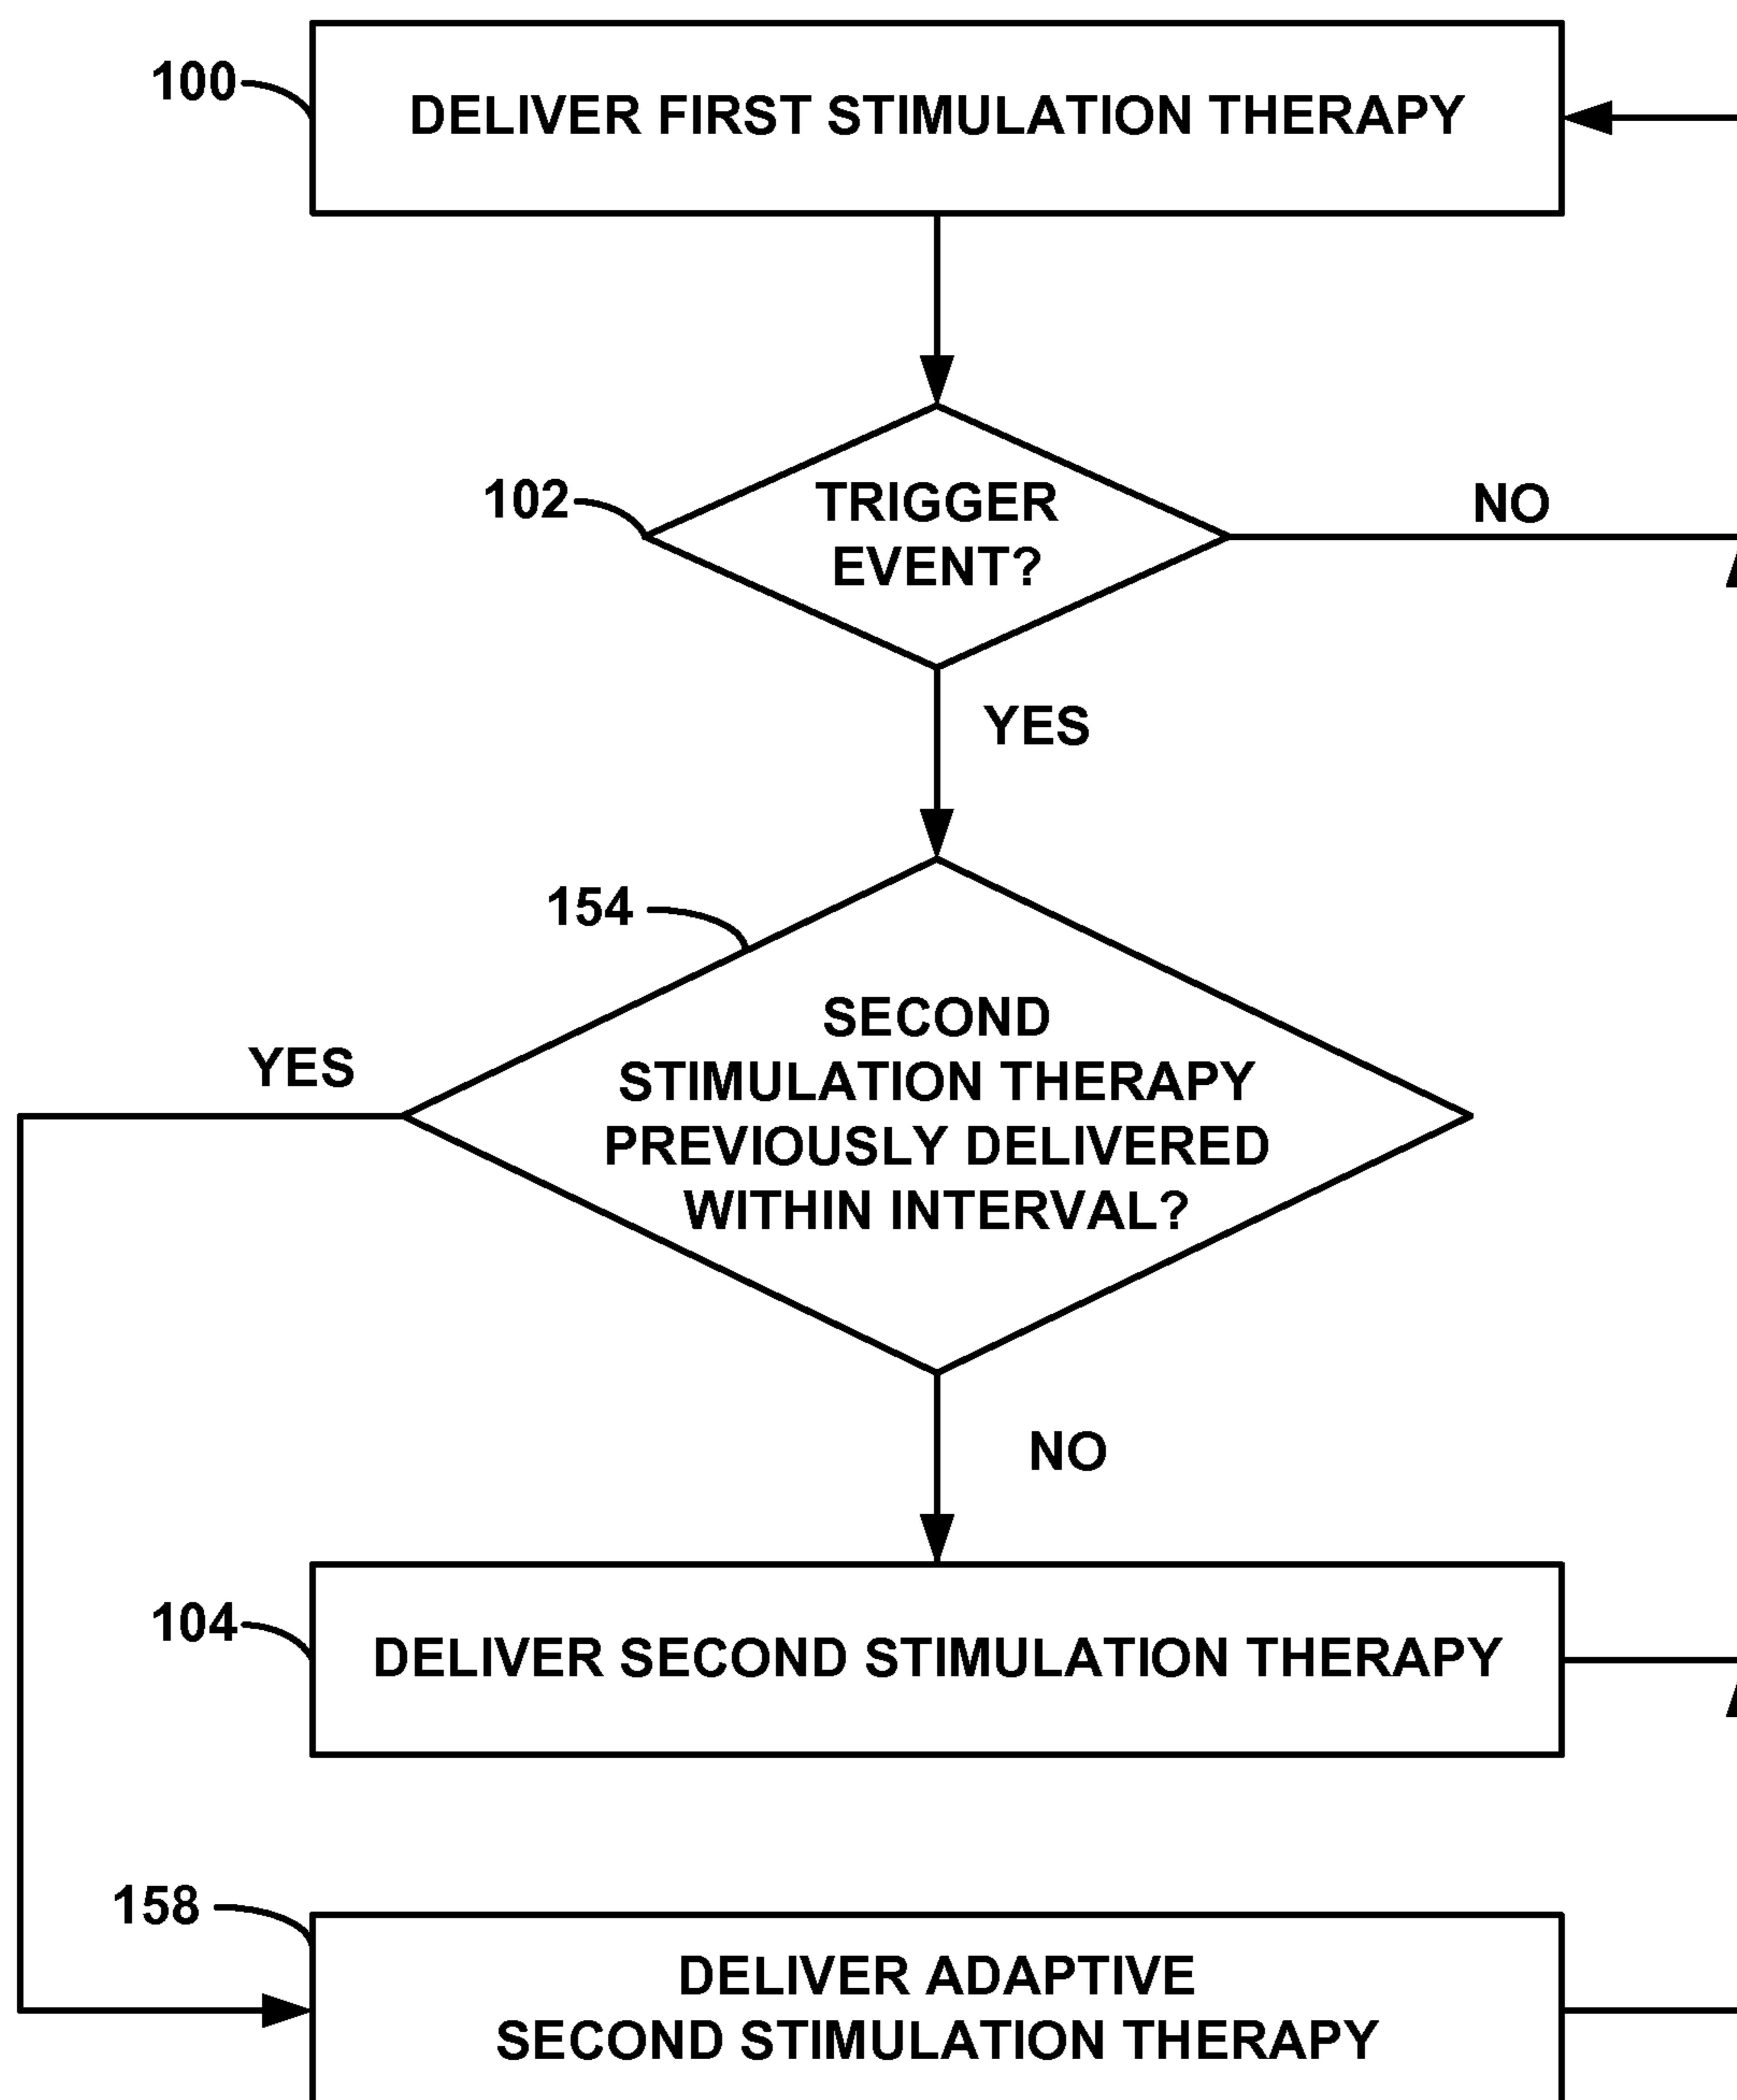 100
DELIVER FIRST STIMULATION THERAPY
102
TRIGGER
EVENT?
NO
YES
154
SECOND
STIMULATION THERAPY
PREVIOUSLY DELIVERED
WITHIN INTERVAL?
YES
NO
104
DELIVER SECOND STIMULATION THERAPY
158
DELIVER ADAPTIVE
SECOND STIMULATION THERAPY